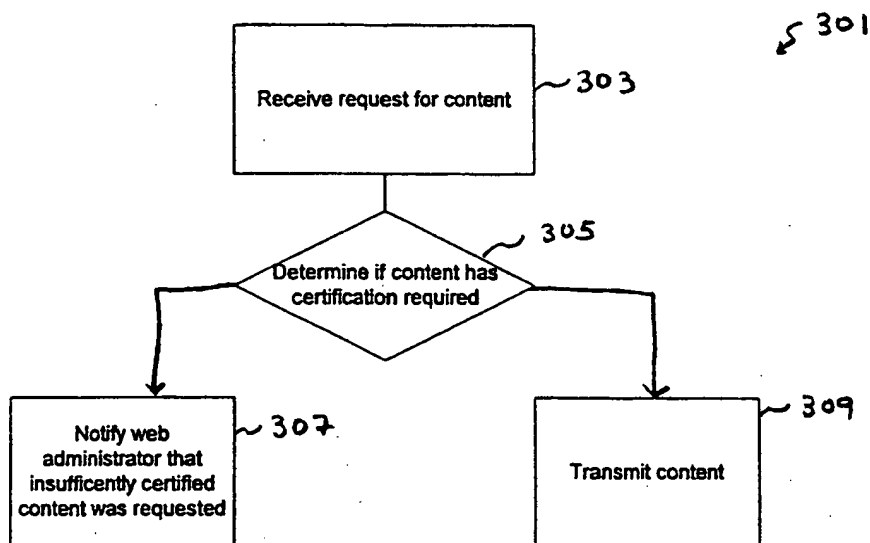 301
Receive request for content
303
305
Determine if content has
certification required
307
Notify web
administrator that
insufficently certified
content was requested
309
Transmit content